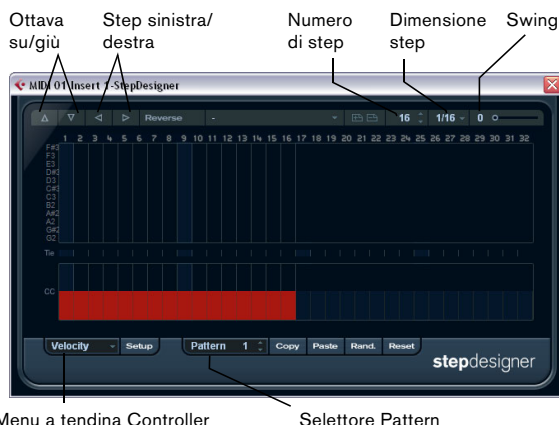 Ottava
su/giù
Step sinistra/
destra
Numero
di step
Dimensione
step
Swing
MIDI 01 Insert 1-StepDesigner
Reverse - 16 1/16 0
1 2 3 4 5 6 7 8 9 10 11 12 13 14 15 16 17 18 19 20 21 22 23 24 25 26 27 28 29 30 31 32
F#3
F3
E3
D#3
D3
C#3
C3
B2
A#2
A2
G#2
G2
Tie
CC
Velocity Setup Pattern 1 Copy Paste Rand. Reset
stepdesigner
Menu a tendina Controller
Selettore Pattern